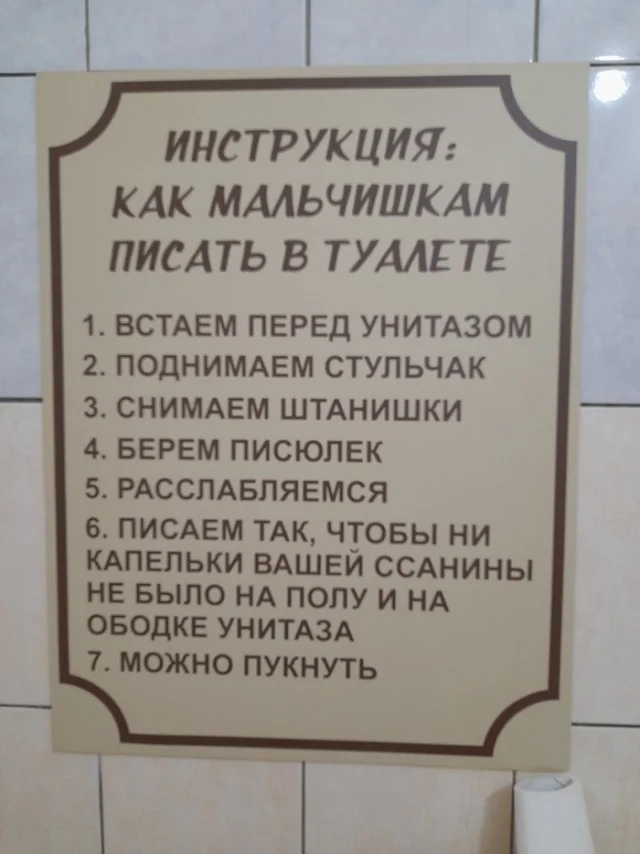 ИНСТРУКЦИЯ:
КАК МАЛЬЧИШКАМ
ПИСАТЬ В ТУАЛЕТЕ
1. ВСТАЕМ ПЕРЕД УНИТАЗОМ
2. ПОДНИМАЕМ СТУЛЬЧАК
3. СНИМАЕМ ШТАНИШКИ
4. БЕРЕМ ПИСЮЛЕК
5. РАССЛАБЛЯЕМСЯ
6. ПИСАЕМ ТАК, ЧТОБЫ НИ
КАПЕЛЬКИ ВАШЕЙ ССАНИНЫ
НЕ БЫЛО НА ПОЛУ И НА
ОБОДКЕ УНИТАЗА
7. МОЖНО ПУКНУТЬ